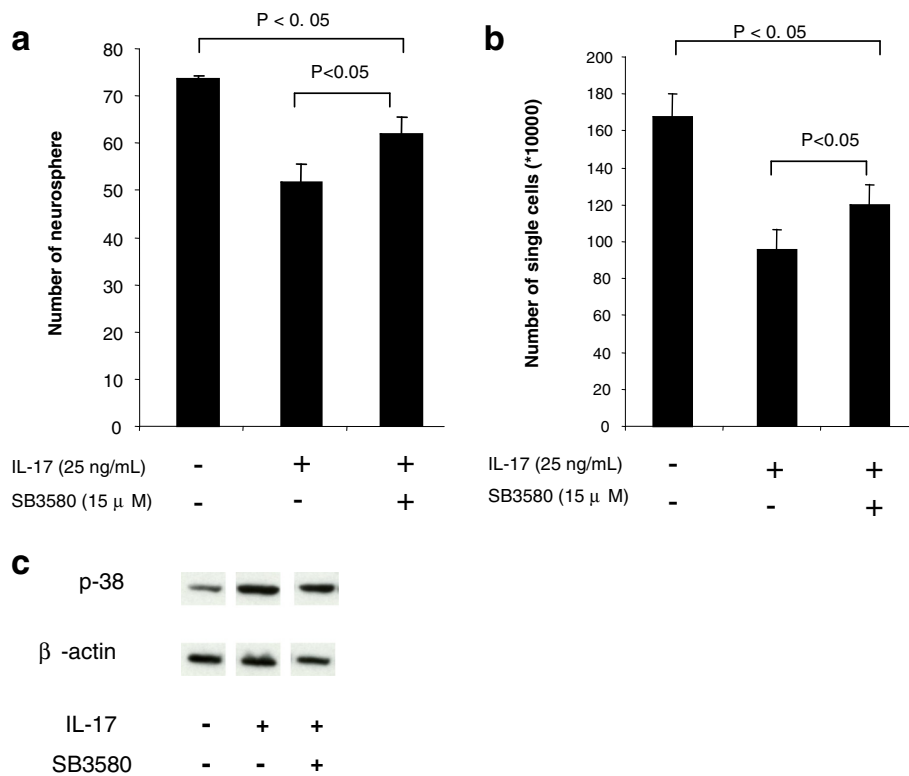 a
P < 0. 05
P<0.05
Number of neurosphere
80
70
60
50
40
30
20
10
0
IL-17 (25 ng/mL) - + +
SB3580 (15 μ M) - - +
b
P < 0. 05
P<0.05
Number of single cells (*10000)
200
180
160
140
120
100
80
60
40
20
0
IL-17 (25 ng/mL) - + +
SB3580 (15 μ M) - - +
c
p-38
β -actin
IL-17 - + +
SB3580 - - +